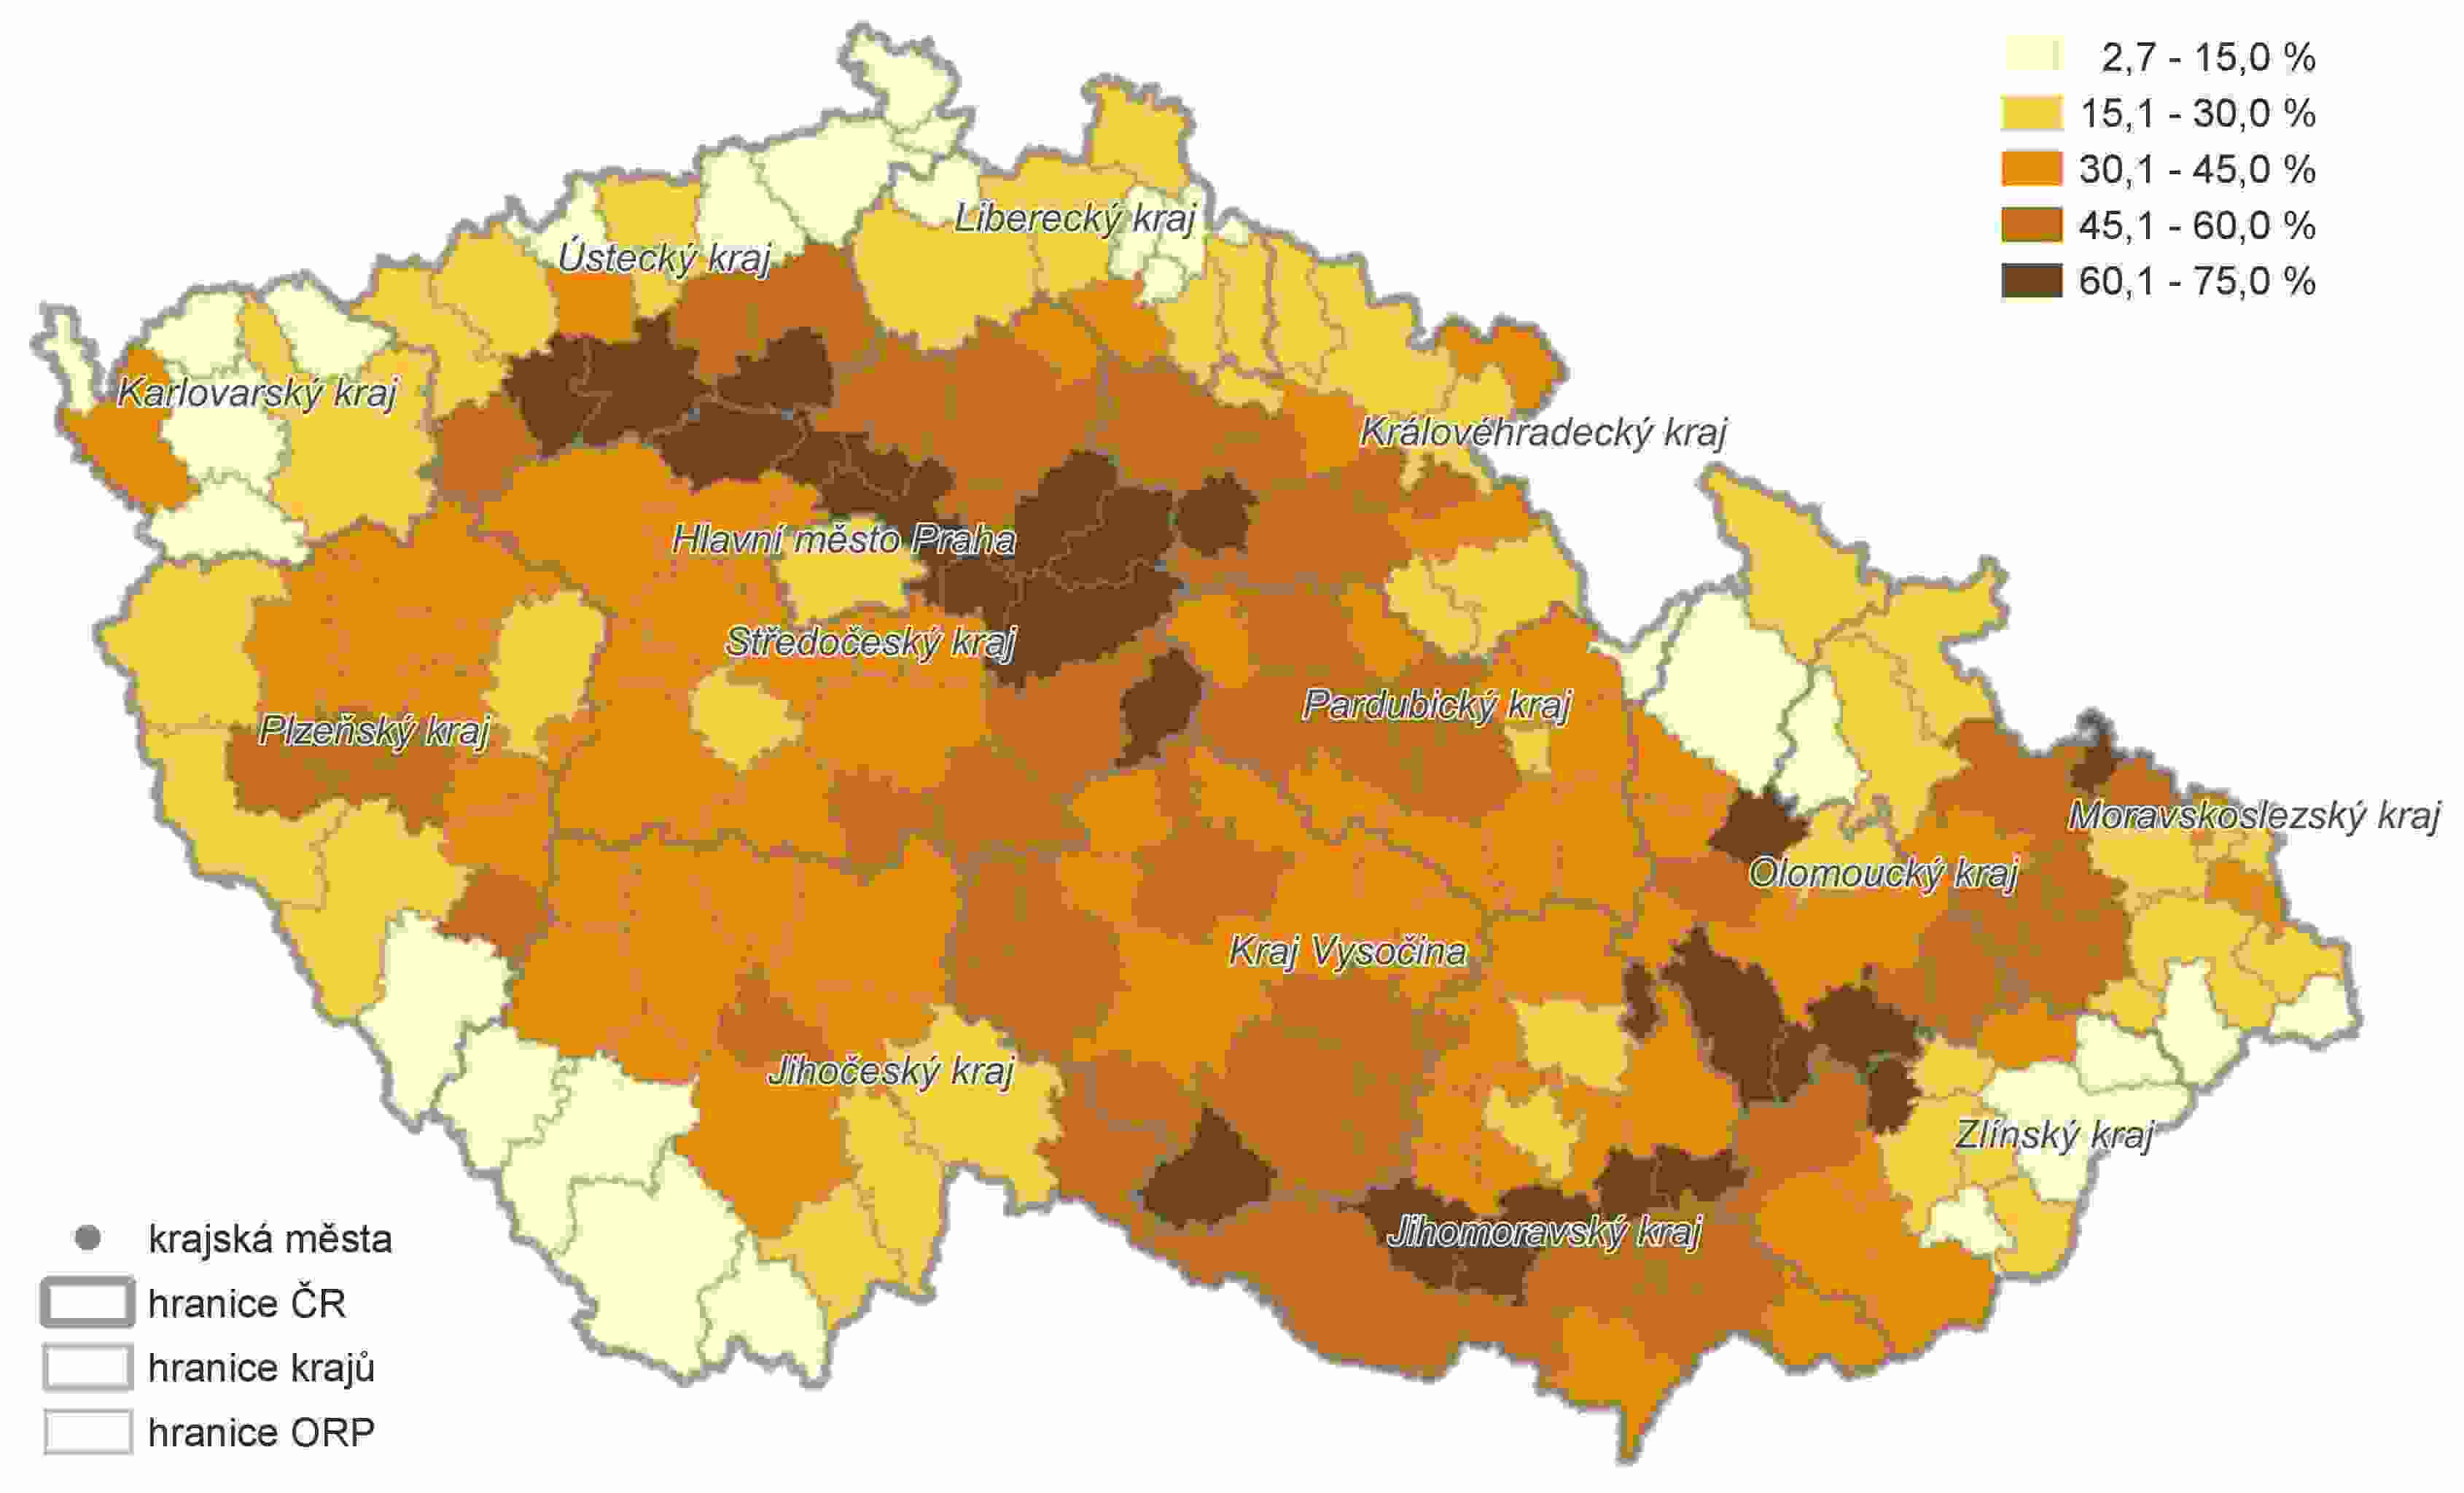 2,7 - 15,0 %
15,1 - 30,0 %
30,1 - 45,0 %
45,1 - 60,0 %
60,1 - 75,0 %
Liberecký kraj
Ústecký kraj
Karlovarský kraj
Královéhradecký kraj
Hlavní město Praha
Středočeský kraj
Pardubický kraj
Plzeňský kraj
Moravskoslezský kraj
Olomoucký kraj
Kraj Vysočina
Jihočeský kraj
Zlínský kraj
Jihomoravský kraj
krajská města
hranice ČR
hranice krajů
hranice ORP